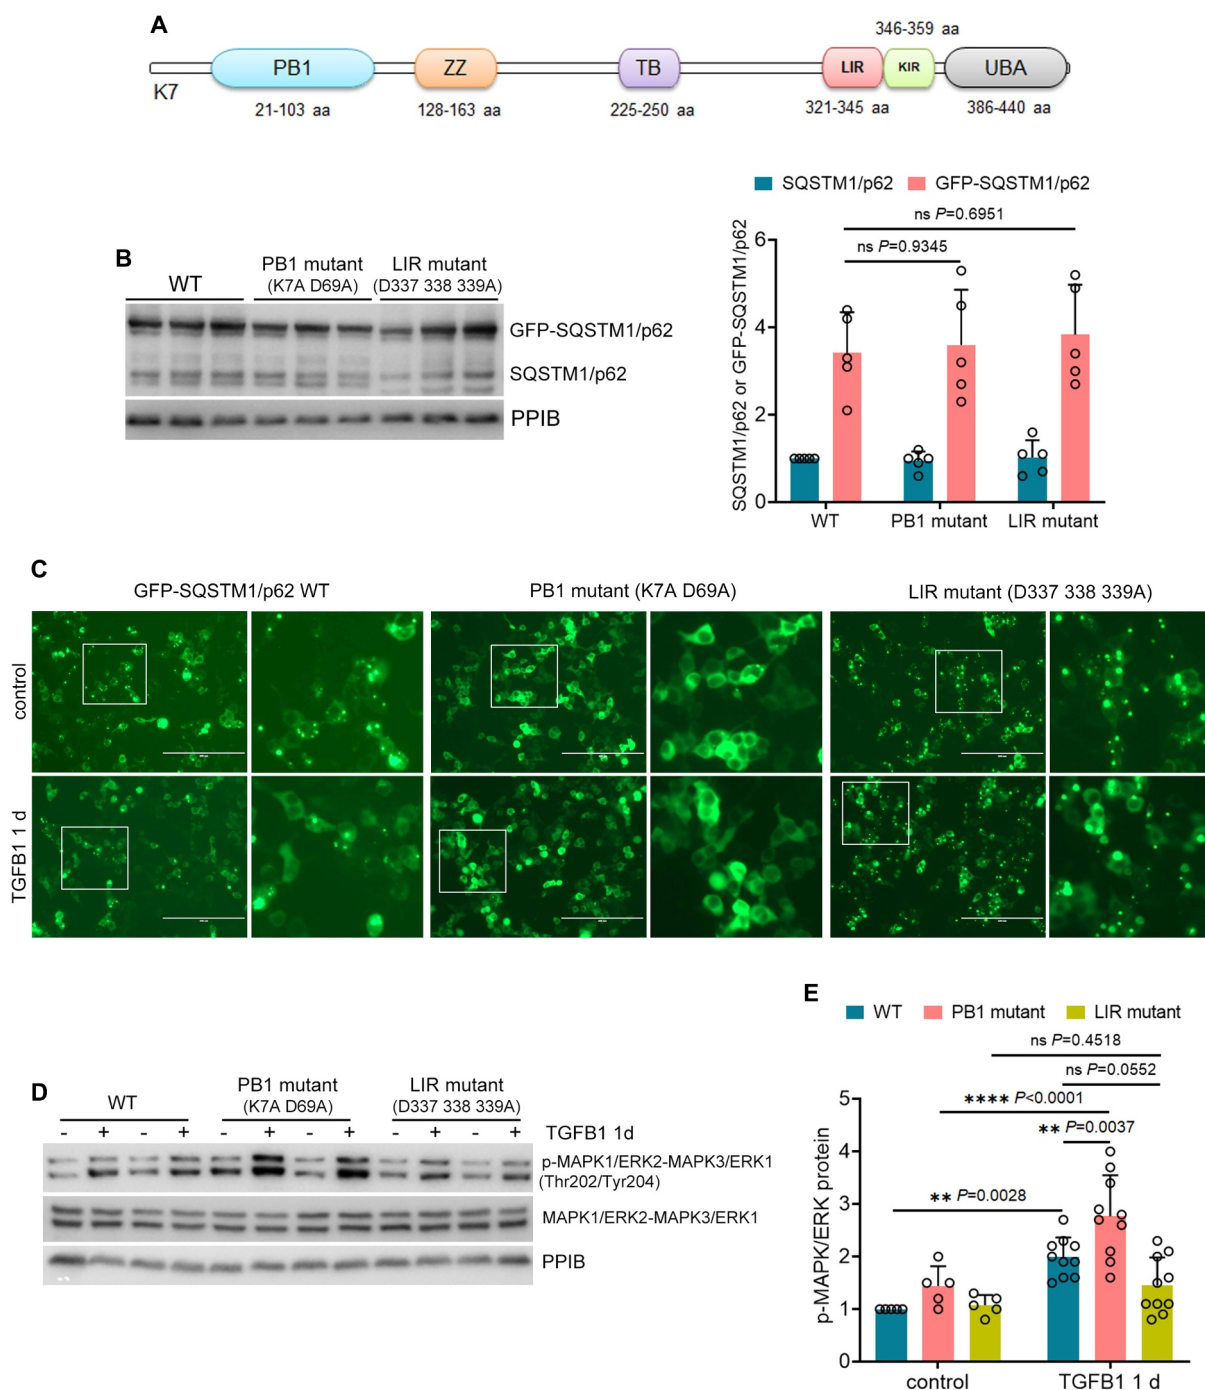 A
346-359 aa
PB1
ZZ
TB
LIR
KIR
UBA
K7
21-103 aa
128-163 aa
225-250 aa
321-345 aa
386-440 aa
B
WT
PB1 mutant
(K7A D69A)
LIR mutant
(D337 338 339A)
GFP-SQSTM1/p62
SQSTM1/p62
PPIB
SQSTM1/p62
GFP-SQSTM1/p62
ns P=0.6951
ns P=0.9345
SQSTM1/p62 or GFP-SQSTM1/p62
6
4
2
0
WT
PB1 mutant
LIR mutant
C
GFP-SQSTM1/p62 WT
PB1 mutant (K7A D69A)
LIR mutant (D337 338 339A)
control
TGFB1 1 d
D
WT
PB1 mutant
(K7A D69A)
LIR mutant
(D337 338 339A)
- + - + - + - + - + - +
TGFB1 1d
p-MAPK1/ERK2-MAPK3/ERK1
(Thr202/Tyr204)
MAPK1/ERK2-MAPK3/ERK1
PPIB
E
WT
PB1 mutant
LIR mutant
ns P=0.4518
ns P=0.0552
**** P<0.0001
** P=0.0037
** P=0.0028
p-MAPK/ERK protein
5
4
3
2
1
0
control
TGFB1 1 d